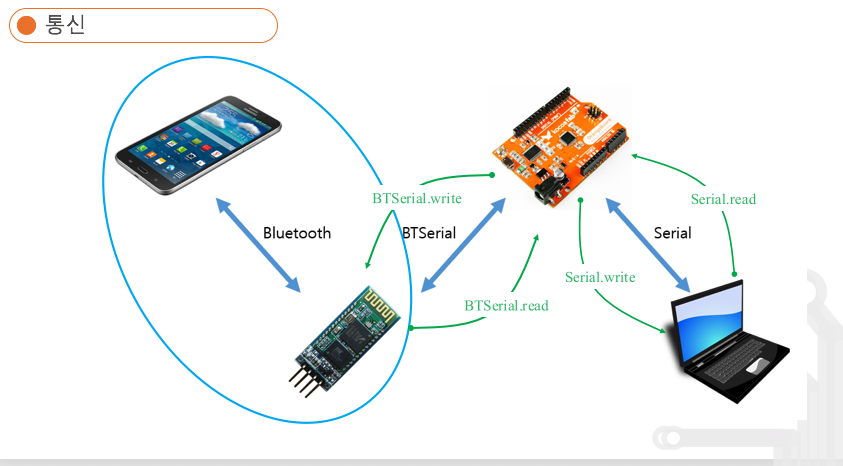 통신
BTSerial.write
Serial.read
Bluetooth
BTSerial
Serial
Serial.write
BTSerial.read